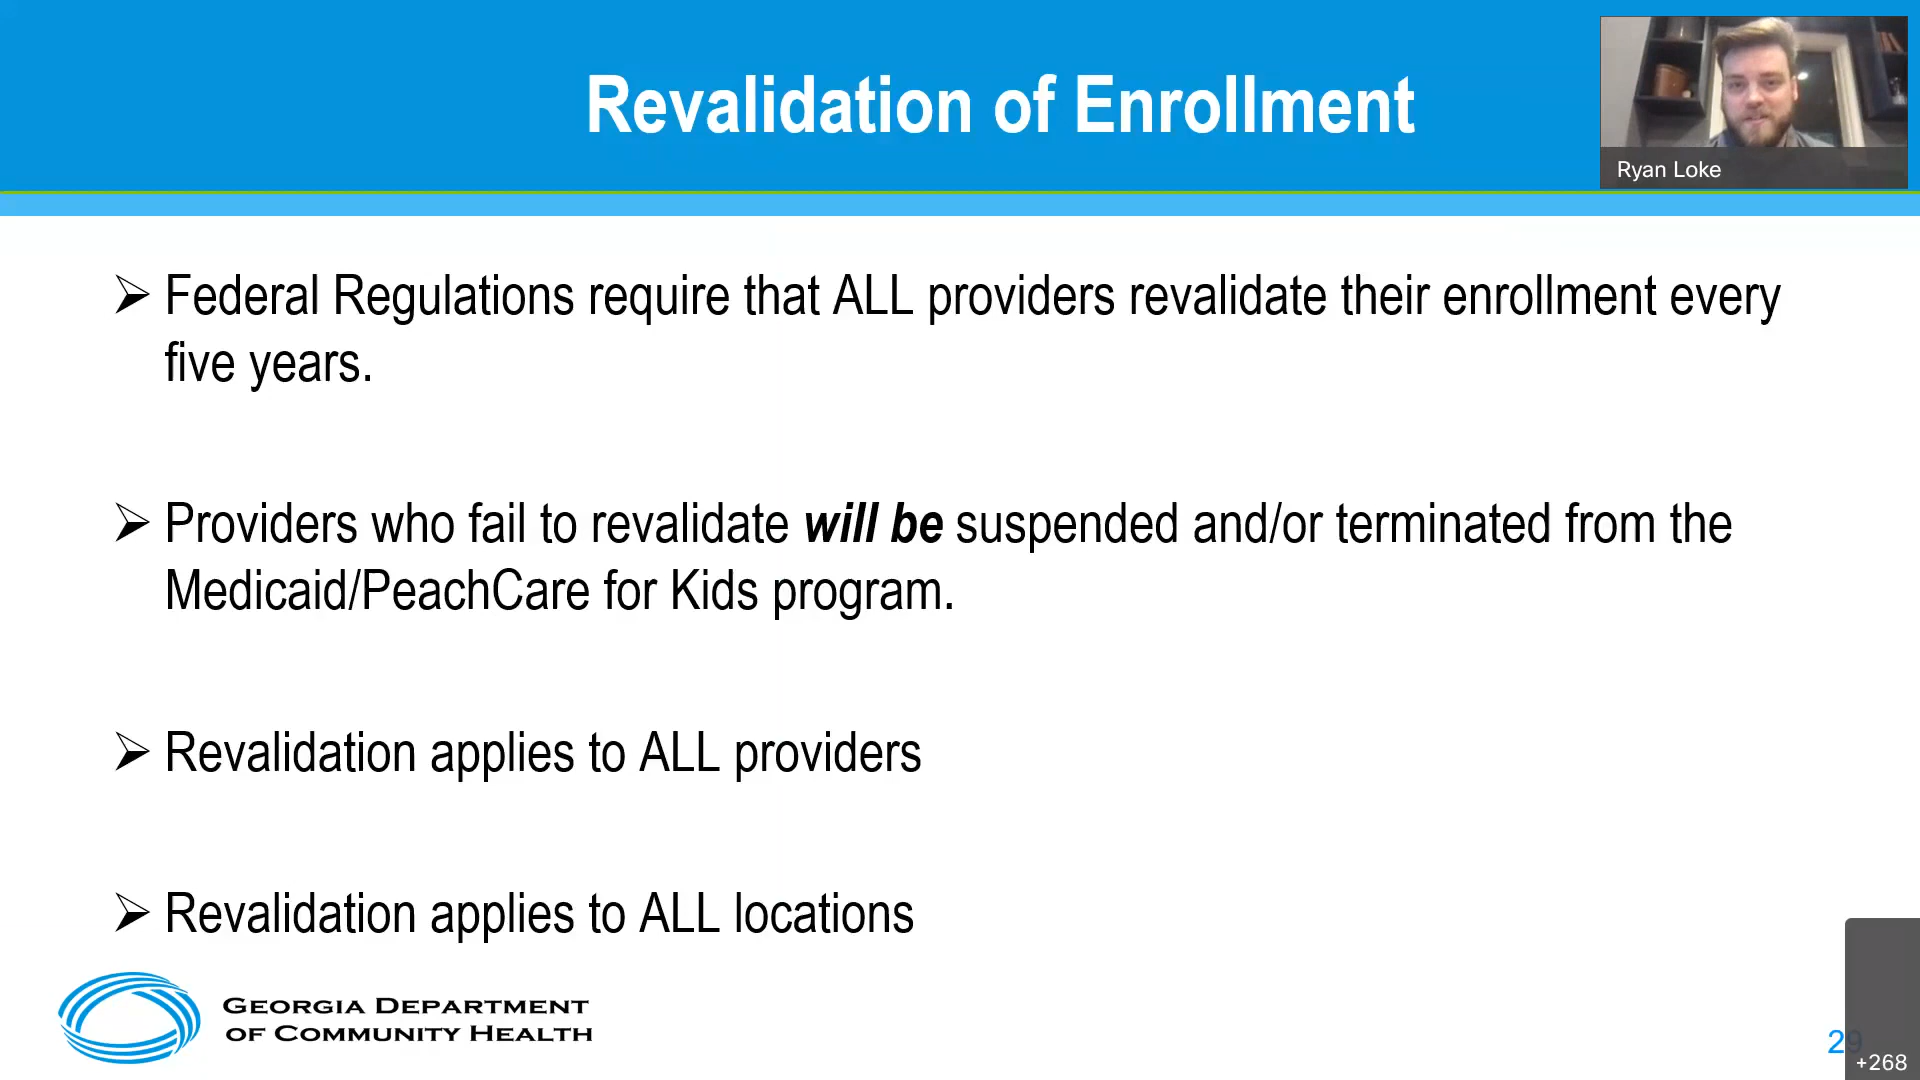 Revalidation of Enrollment
Ryan Loke
➢ Federal Regulations require that ALL providers revalidate their enrollment every
five years.
➢ Providers who fail to revalidate will be suspended and/or terminated from the
Medicaid/PeachCare for Kids program.
➢ Revalidation applies to ALL providers
➢ Revalidation applies to ALL locations
GEORGIA DEPARTMENT
OF COMMUNITY HEALTH
29
+268